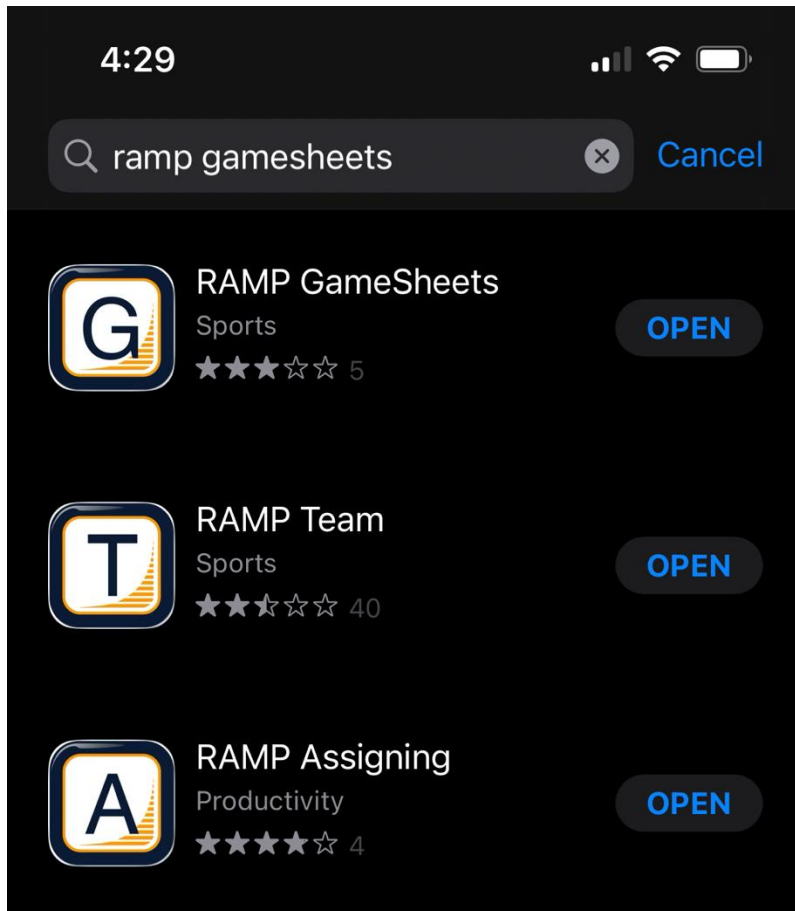 4:29
ramp gamesheets
Cancel
G
RAMP GameSheets
Sports
5
OPEN
T
RAMP Team
Sports
40
OPEN
A
RAMP Assigning
Productivity
4
OPEN